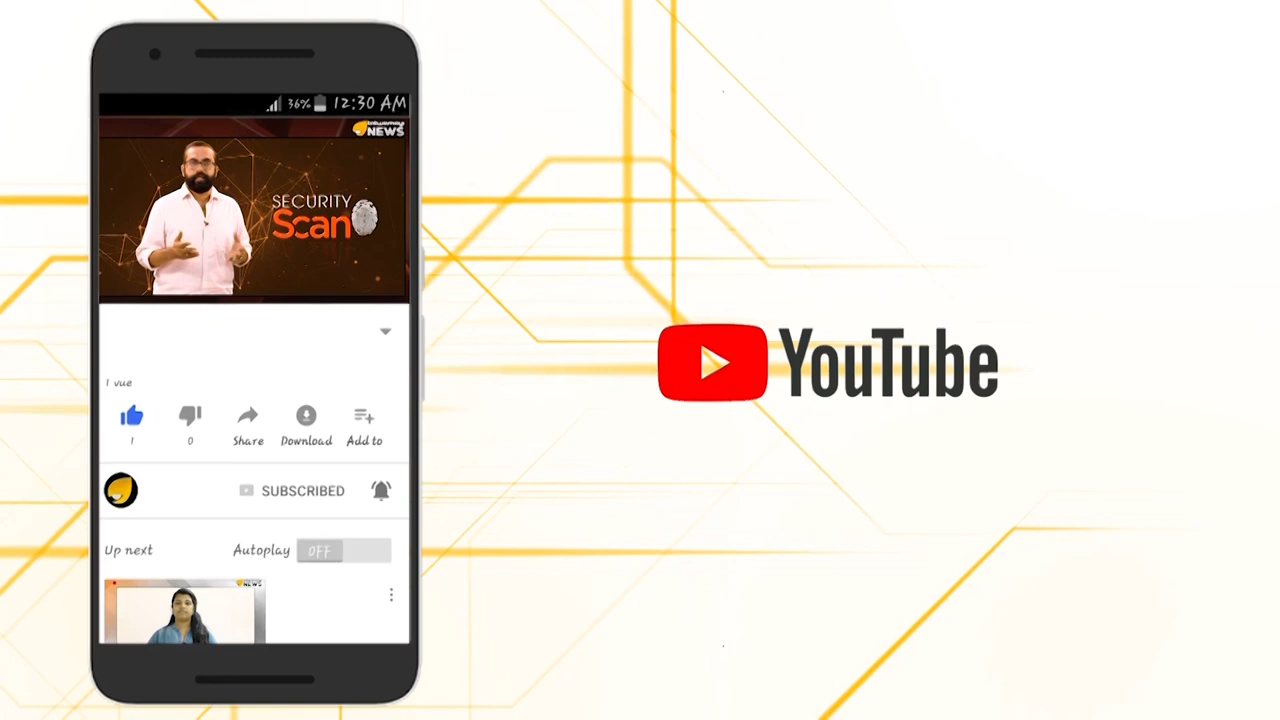 36% 12:30 AM
NEWS
SECURITY
Scan
1 vue
1
0
Share
Download
Add to
SUBSCRIBED
Up next
Autoplay
OFF
NEWS
YouTube